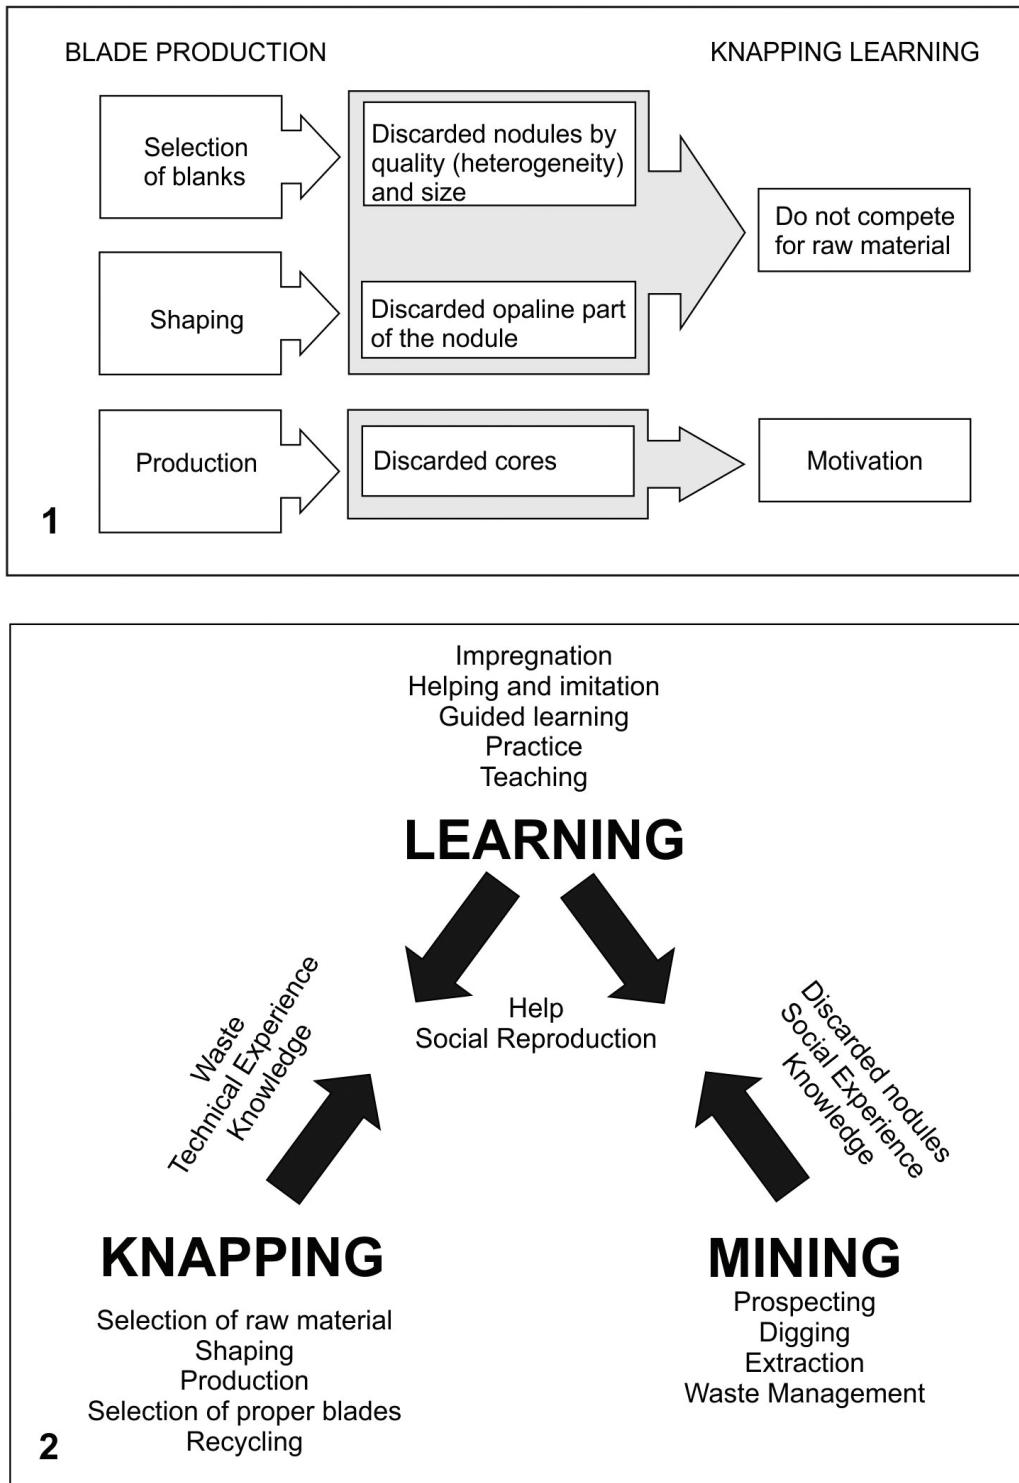 BLADE PRODUCTION
KNAPPING LEARNING
Selection
of blanks
Discarded nodules by
quality (heterogeneity)
and size
Do not compete
for raw material
Shaping
Discarded opaline part
of the nodule
Production
Discarded cores
Motivation
1
Impregnation
Helping and imitation
Guided learning
Practice
Teaching
LEARNING
Help
Social Reproduction
Waste
Technical Experience
Knowledge
Discarded nodules
Social Experience
Knowledge
KNAPPING
Selection of raw material
Shaping
Production
Selection of proper blades
Recycling
MINING
Prospecting
Digging
Extraction
Waste Management
2